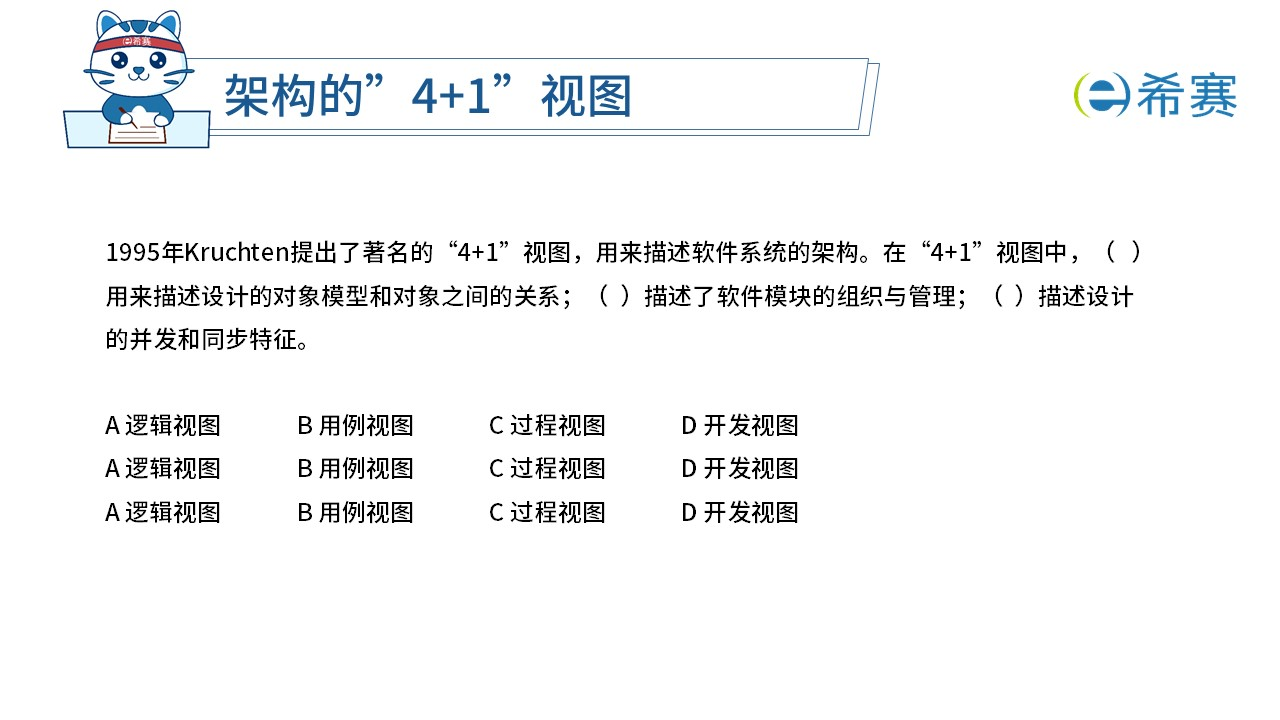 希赛
架构的”4+1”视图
希赛
1995年Kruchten提出了著名的“4+1”视图，用来描述软件系统的架构。在“4+1”视图中，（ ）
用来描述设计的对象模型和对象之间的关系；（ ）描述了软件模块的组织与管理；（ ）描述设计
的并发和同步特征。
A 逻辑视图 B 用例视图 C 过程视图 D 开发视图
A 逻辑视图 B 用例视图 C 过程视图 D 开发视图
A 逻辑视图 B 用例视图 C 过程视图 D 开发视图